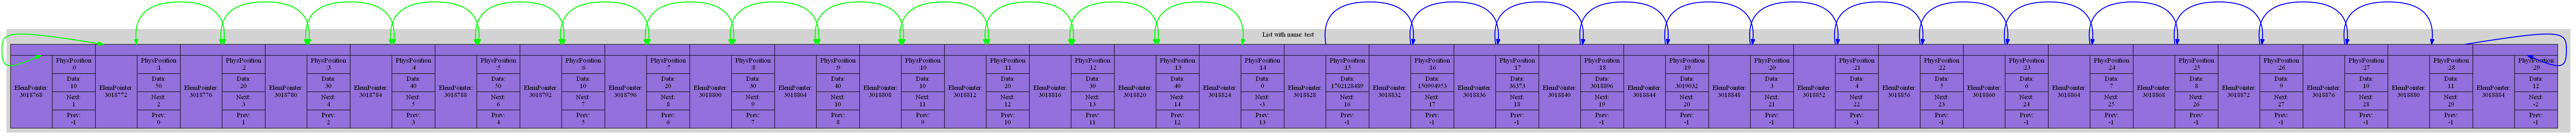 List with name: test
ElemPointer:
3018768
PhysPosition
:0
Data:
10
Next:
1
Prev:
-1
ElemPointer:
3018772
PhysPosition
:1
Data:
50
Next:
2
Prev:
0
ElemPointer:
3018776
PhysPosition
:2
Data:
20
Next:
3
Prev:
1
ElemPointer:
3018780
PhysPosition
:3
Data:
30
Next:
4
Prev:
2
ElemPointer:
3018784
PhysPosition
:4
Data:
40
Next:
5
Prev:
3
ElemPointer:
3018788
PhysPosition
:5
Data:
50
Next:
6
Prev:
4
ElemPointer:
3018792
PhysPosition
:6
Data:
10
Next:
7
Prev:
5
ElemPointer:
3018796
PhysPosition
:7
Data:
20
Next:
8
Prev:
6
ElemPointer:
3018800
PhysPosition
:8
Data:
30
Next:
9
Prev:
7
ElemPointer:
3018804
PhysPosition
:9
Data:
40
Next:
10
Prev:
8
ElemPointer:
3018808
PhysPosition
:10
Data:
10
Next:
11
Prev:
9
ElemPointer:
3018812
PhysPosition
:11
Data:
20
Next:
12
Prev:
10
ElemPointer:
3018816
PhysPosition
:12
Data:
30
Next:
13
Prev:
11
ElemPointer:
3018820
PhysPosition
:13
Data:
40
Next:
14
Prev:
12
ElemPointer:
3018824
PhysPosition
:14
Data:
0
Next:
-3
Prev:
13
ElemPointer:
3018828
PhysPosition
:15
Data:
1702128489
Next:
16
Prev:
-1
ElemPointer:
3018832
PhysPosition
:16
Data:
150994953
Next:
17
Prev:
-1
ElemPointer:
3018836
PhysPosition
:17
Data:
36373
Next:
18
Prev:
-1
ElemPointer:
3018840
PhysPosition
:18
Data:
3018896
Next:
19
Prev:
-1
ElemPointer:
3018844
PhysPosition
:19
Data:
3019032
Next:
20
Prev:
-1
ElemPointer:
3018848
PhysPosition
:20
Data:
3
Next:
21
Prev:
-1
ElemPointer:
3018852
PhysPosition
:21
Data:
4
Next:
22
Prev:
-1
ElemPointer:
3018856
PhysPosition
:22
Data:
5
Next:
23
Prev:
-1
ElemPointer:
3018860
PhysPosition
:23
Data:
6
Next:
24
Prev:
-1
ElemPointer:
3018864
PhysPosition
:24
Data:
7
Next:
25
Prev:
-1
ElemPointer:
3018868
PhysPosition
:25
Data:
8
Next:
26
Prev:
-1
ElemPointer:
3018872
PhysPosition
:26
Data:
9
Next:
27
Prev:
-1
ElemPointer:
3018876
PhysPosition
:27
Data:
10
Next:
28
Prev:
-1
ElemPointer:
3018880
PhysPosition
:28
Data:
11
Next:
29
Prev:
-1
ElemPointer:
3018884
PhysPosition
:29
Data:
12
Next:
-2
Prev:
-1